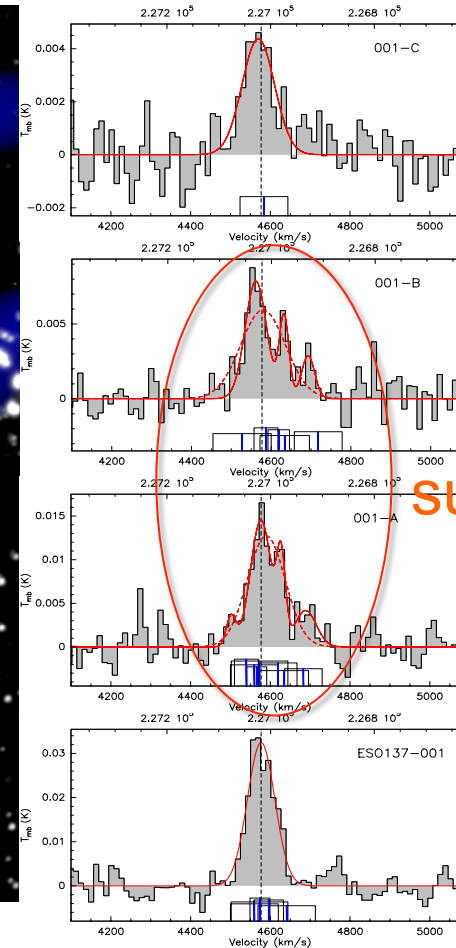 2.272 10⁵ 2.27 10⁵ 2.268 10⁵
001-C
T_mb (K)
0.004
0.002
0
-0.002
4200 4400 4600 4800 5000
Velocity (km/s)
2.272 10⁵ 2.27 10⁵ 2.268 10⁵
001-B
T_mb (K)
0.005
0
4200 4400 4600 4800 5000
Velocity (km/s)
2.272 10⁵ 2.27 10⁵ 2.268 10⁵
su
001-A
T_mb (K)
0.015
0.01
0.005
0
4200 4400 4600 4800 5000
Velocity (km/s)
2.272 10⁵ 2.27 10⁵ 2.268 10⁵
ESO137-001
T_mb (K)
0.03
0.02
0.01
0
4200 4400 4600 4800 5000
Velocity (km/s)